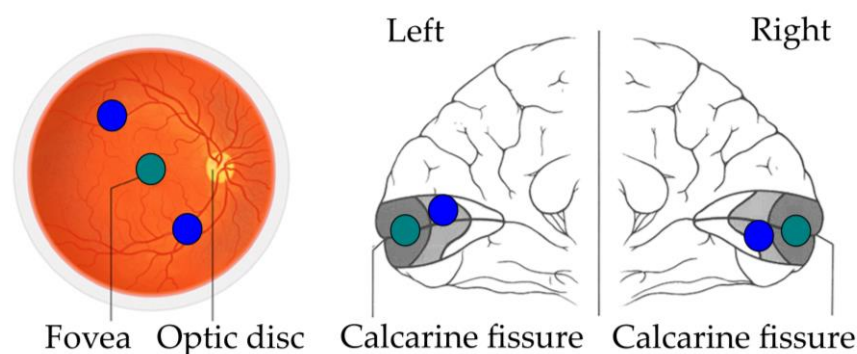 Left
Right
Fovea
Optic disc
Calcarine fissure
Calcarine fissure